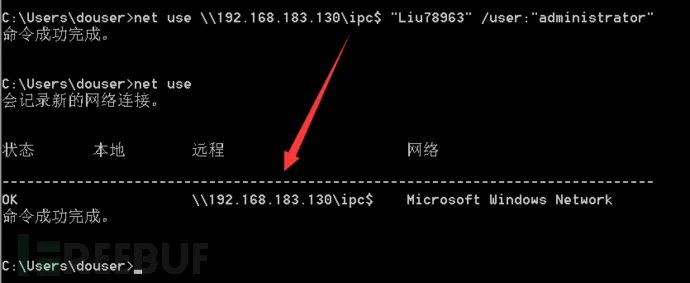 C:\Users\douser>net use \\192.168.183.130\ipc$ "Liu78963" /user:"administrator"
命令成功完成。
C:\Users\douser>net use
会记录新的网络连接。
状态 本地 远程 网络
-------------------------------------------------------------------------------
OK \\192.168.183.130\ipc$ Microsoft Windows Network
命令成功完成。
C:\Users\douser>_
REEBUF